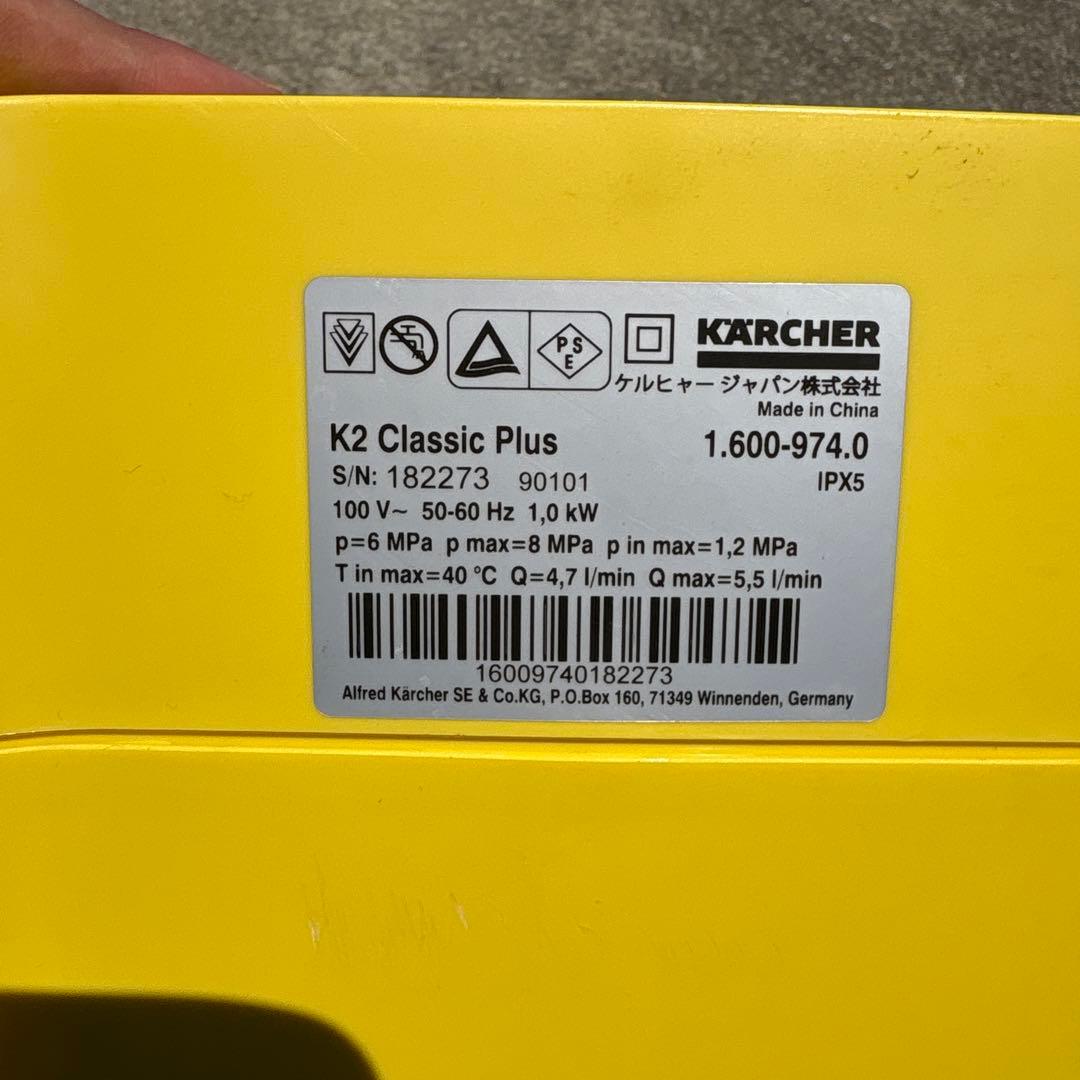 PS
E
KÄRCHER
ケルヒャー ジャパン株式会社
Made in China
K2 Classic Plus 1.600-974.0
S/N: 182273 90101 IPX5
100 V~ 50-60 Hz 1,0 kW
p=6 MPa p max=8 MPa p in max=1,2 MPa
T in max=40 °C Q=4,7 l/min Q max=5,5 l/min
16009740182273
Alfred Kärcher SE & Co.KG, P.O.Box 160, 71349 Winnenden, Germany